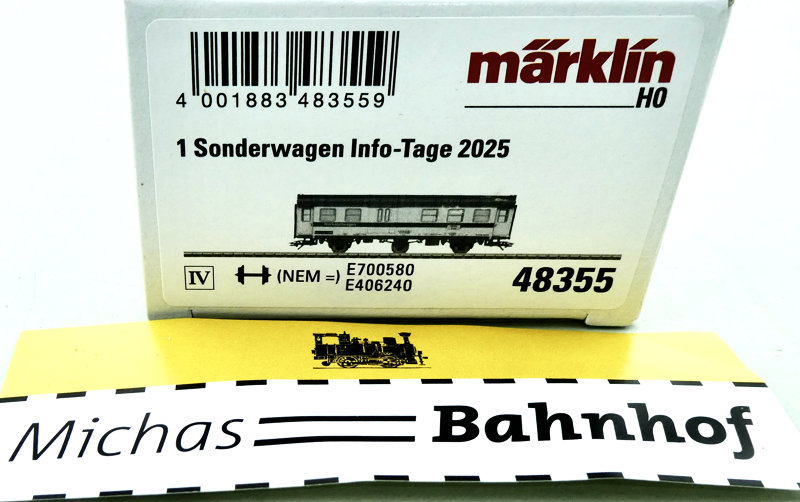 märklin
H0
4 001883 483559
1 Sonderwagen Info-Tage 2025
IV (NEM =) E700580
E406240
48355
Michas Bahnhof